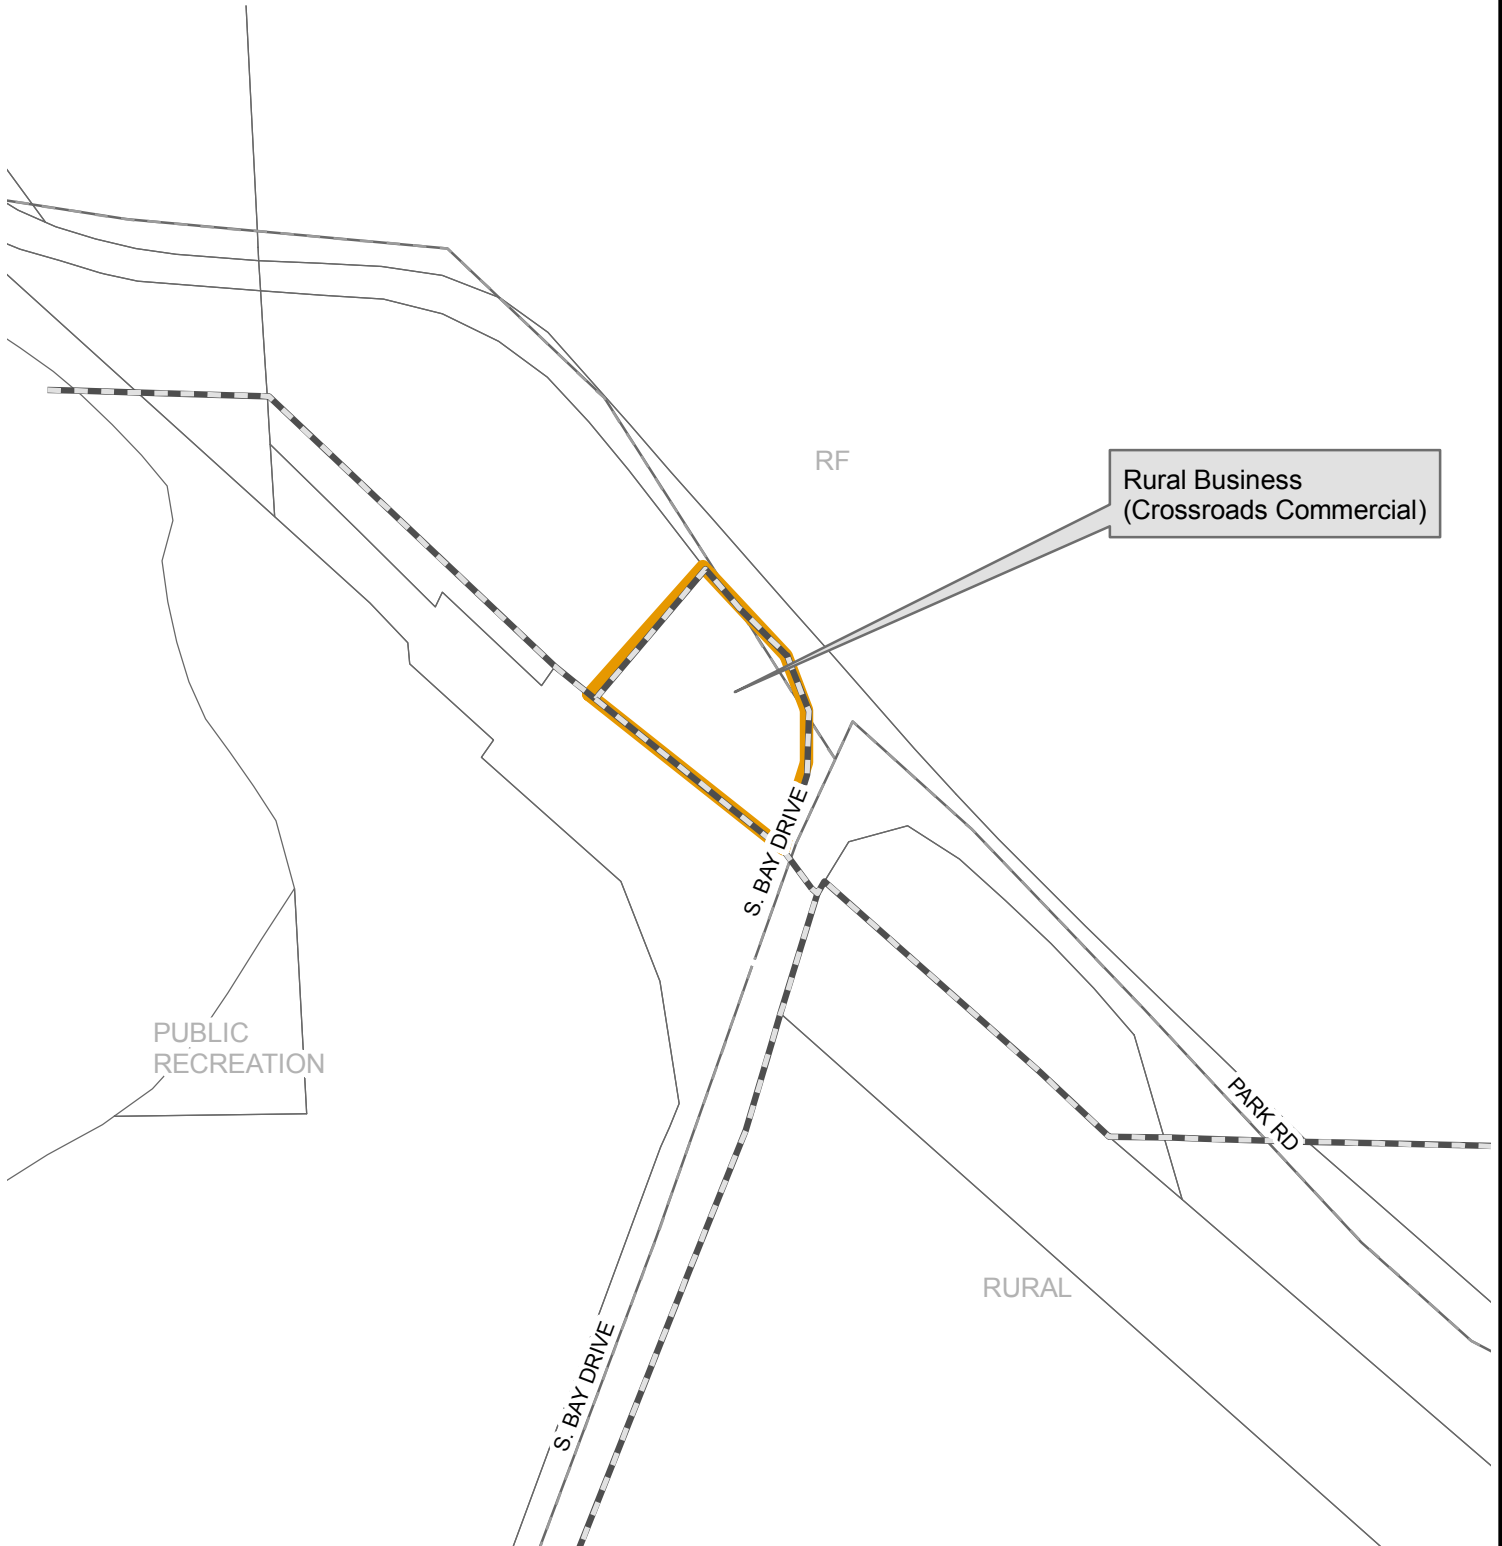 RF
Rural Business
(Crossroads Commercial)
S. BAY DRIVE
PUBLIC
RECREATION
PARK RD
RURAL
S. BAY DRIVE